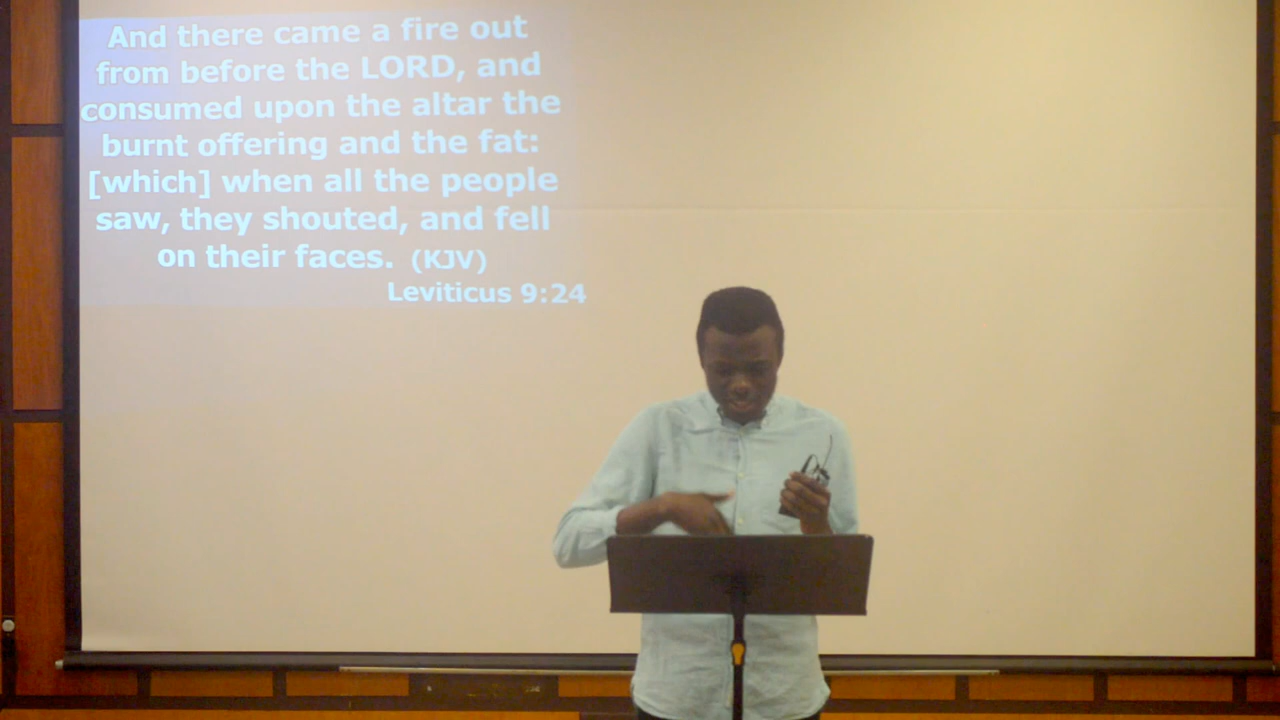 And there came a fire out
from before the LORD, and
consumed upon the altar the
burnt offering and the fat:
[which] when all the people
saw, they shouted, and fell
on their faces. (KJV)
Leviticus 9:24